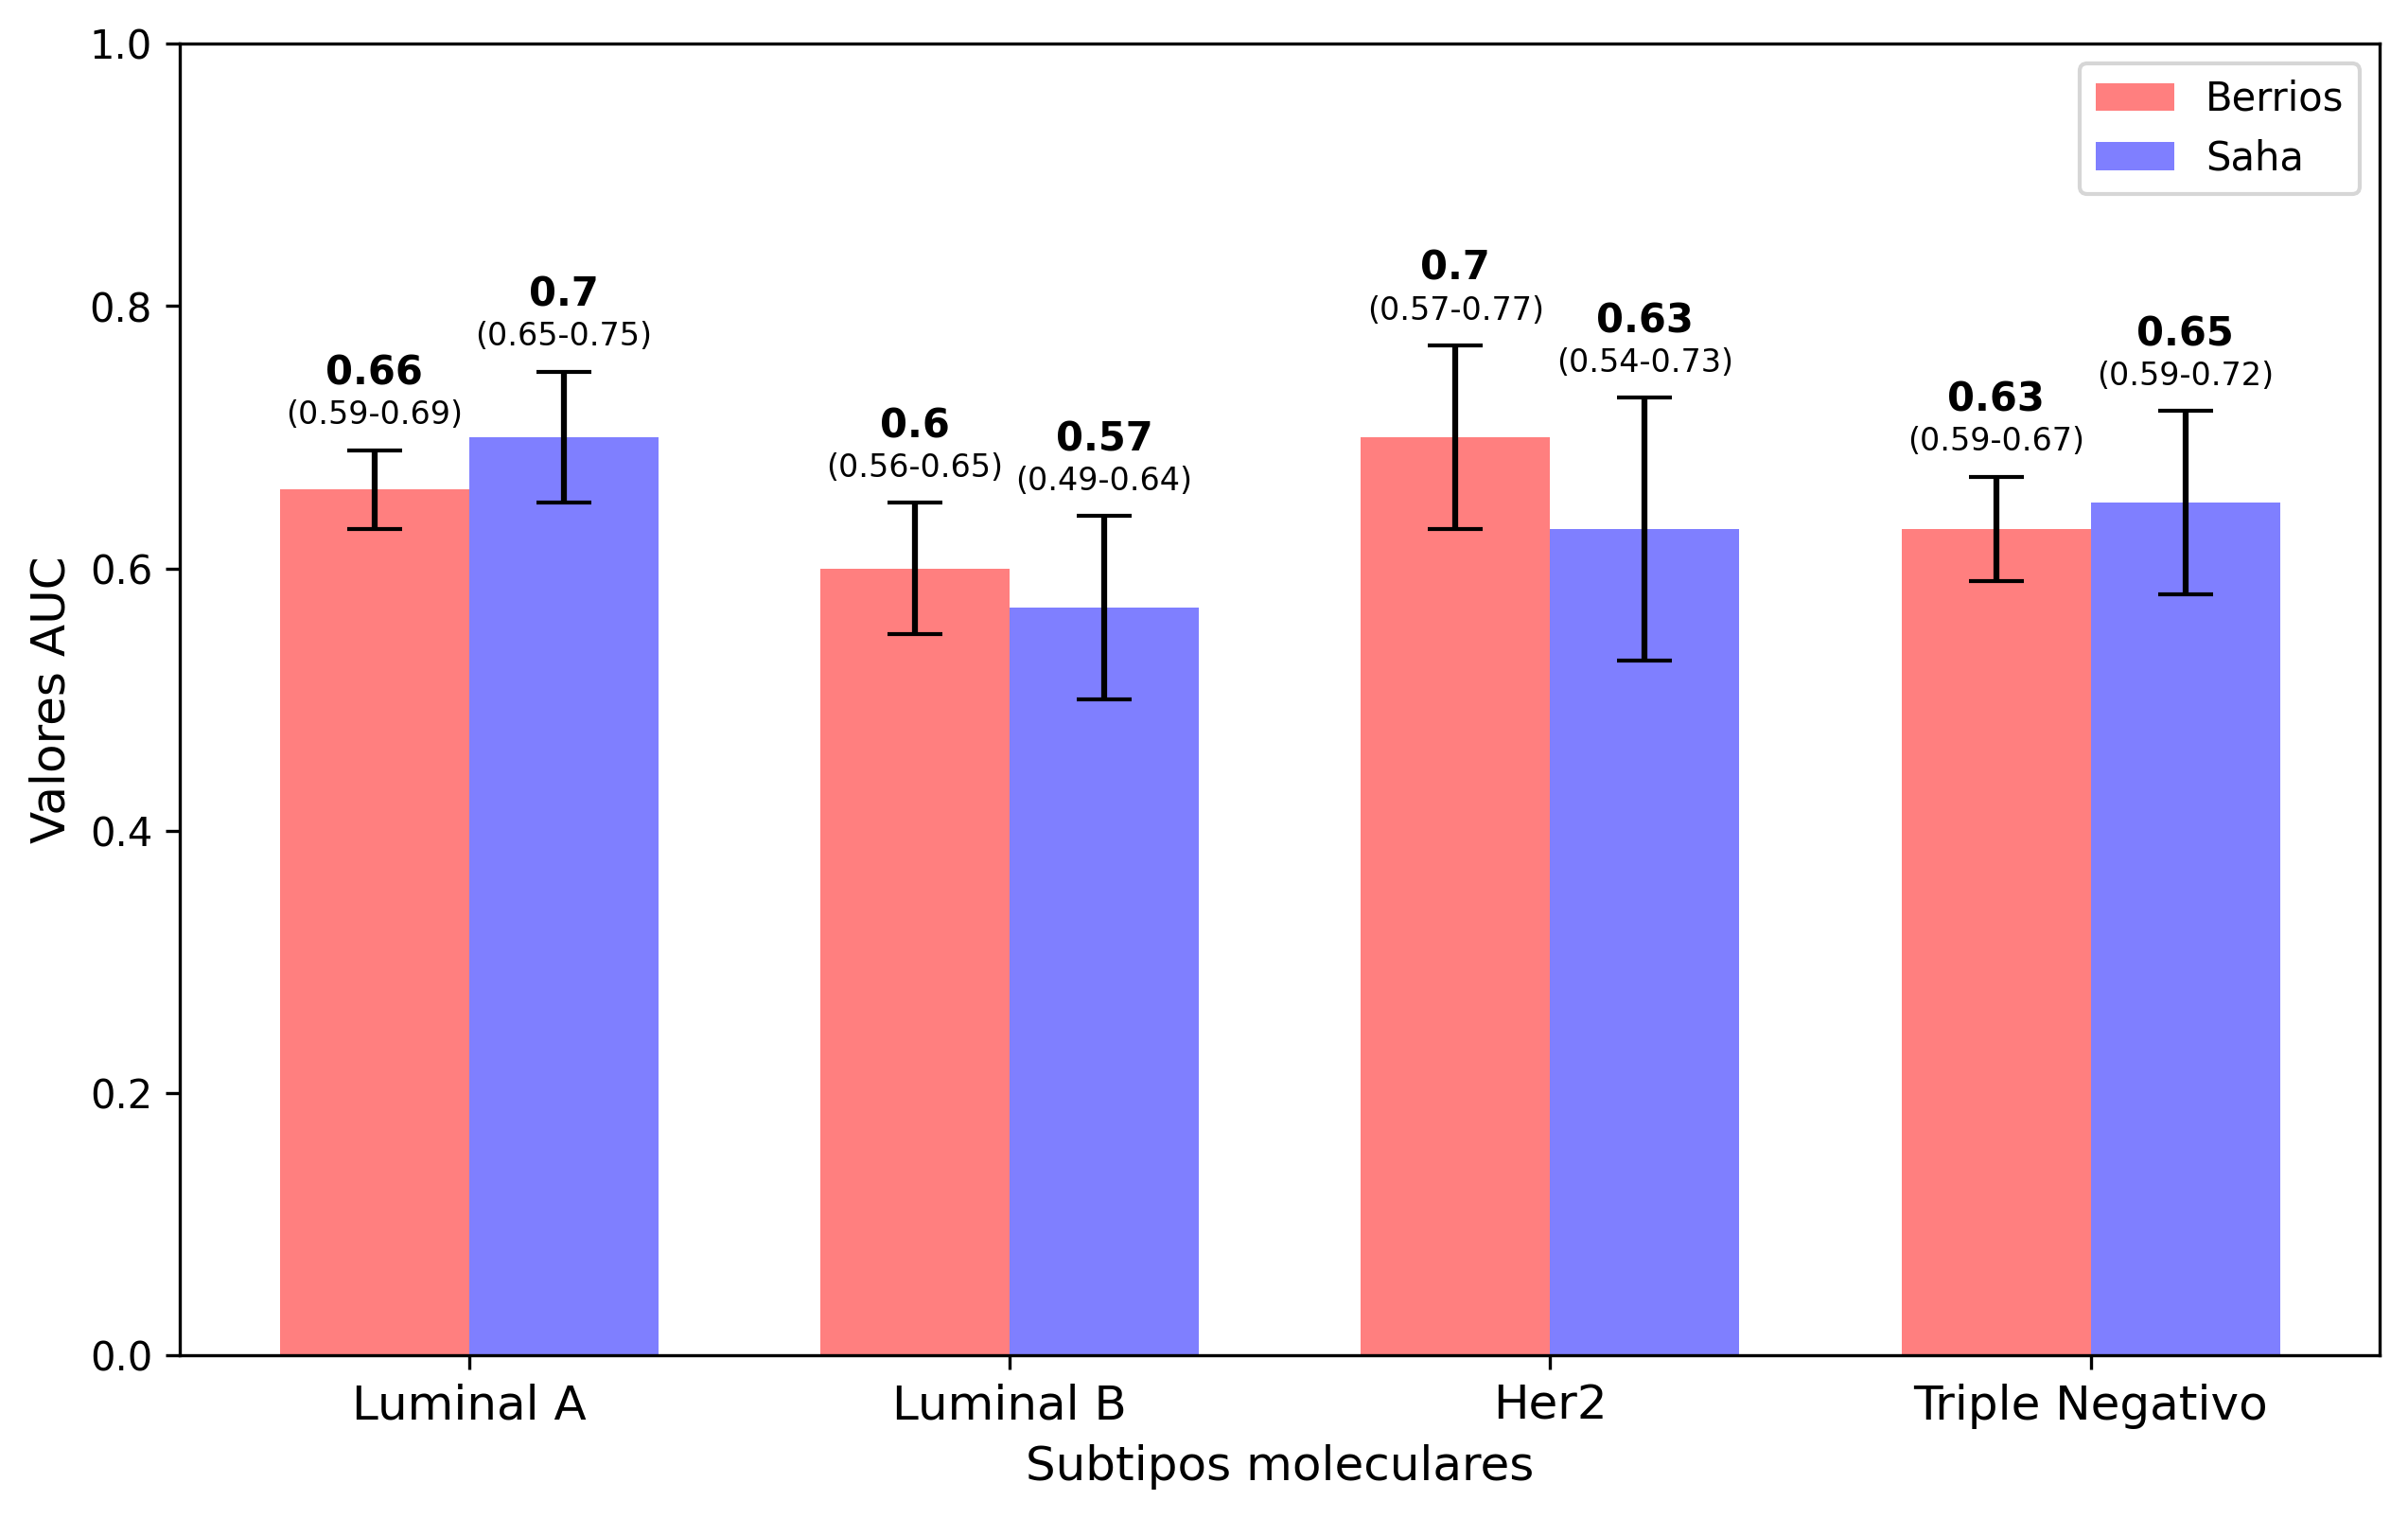 1.0
0.8
0.6
0.4
0.2
0.0
Valores AUC
Berrios
Saha
0.66
(0.59-0.69)
0.7
(0.65-0.75)
0.6
(0.56-0.65)
0.57
(0.49-0.64)
0.7
(0.57-0.77)
0.63
(0.54-0.73)
0.63
(0.59-0.67)
0.65
(0.59-0.72)
Luminal A
Luminal B
Her2
Triple Negativo
Subtipos moleculares